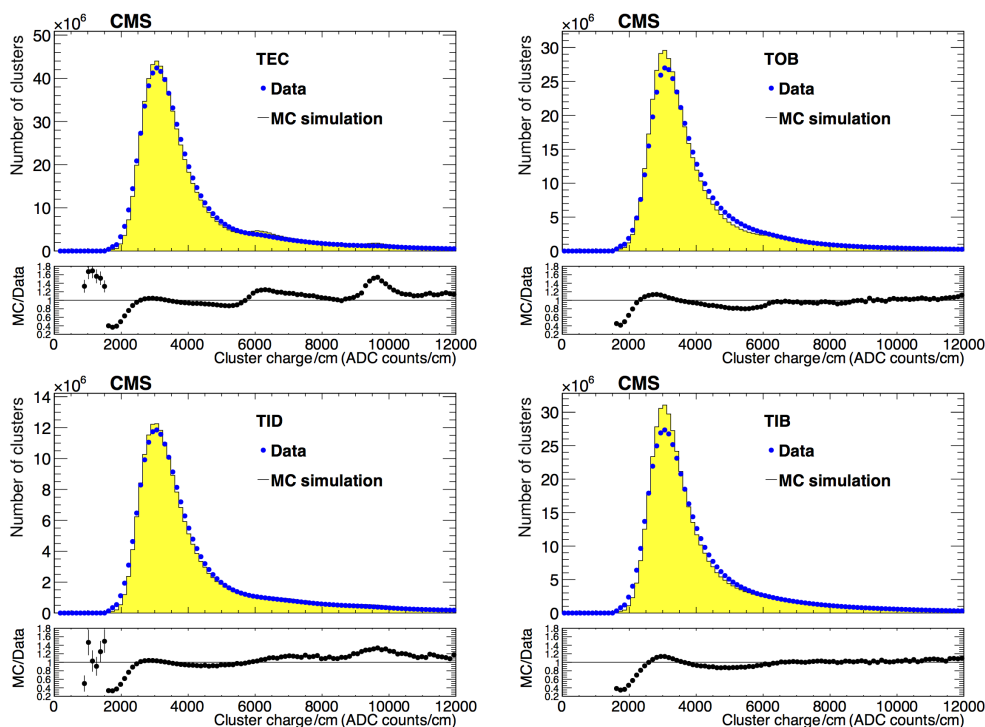 ×10⁶ CMS
Number of clusters
50
40
30
20
10
0
TEC
Data
MC simulation
MC/Data
1.8
1.6
1.4
1.2
1
0.8
0.6
0.4
0.2
0 2000 4000 6000 8000 10000 12000
Cluster charge/cm (ADC counts/cm)
×10⁶ CMS
Number of clusters
30
25
20
15
10
5
0
TOB
Data
MC simulation
MC/Data
1.8
1.6
1.4
1.2
1
0.8
0.6
0.4
0.2
0 2000 4000 6000 8000 10000 12000
Cluster charge/cm (ADC counts/cm)
×10⁶ CMS
Number of clusters
14
12
10
8
6
4
2
0
TID
Data
MC simulation
MC/Data
1.8
1.6
1.4
1.2
1
0.8
0.6
0.4
0.2
0 2000 4000 6000 8000 10000 12000
Cluster charge/cm (ADC counts/cm)
×10⁶ CMS
Number of clusters
30
25
20
15
10
5
0
TIB
Data
MC simulation
MC/Data
1.8
1.6
1.4
1.2
1
0.8
0.6
0.4
0.2
0 2000 4000 6000 8000 10000 12000
Cluster charge/cm (ADC counts/cm)